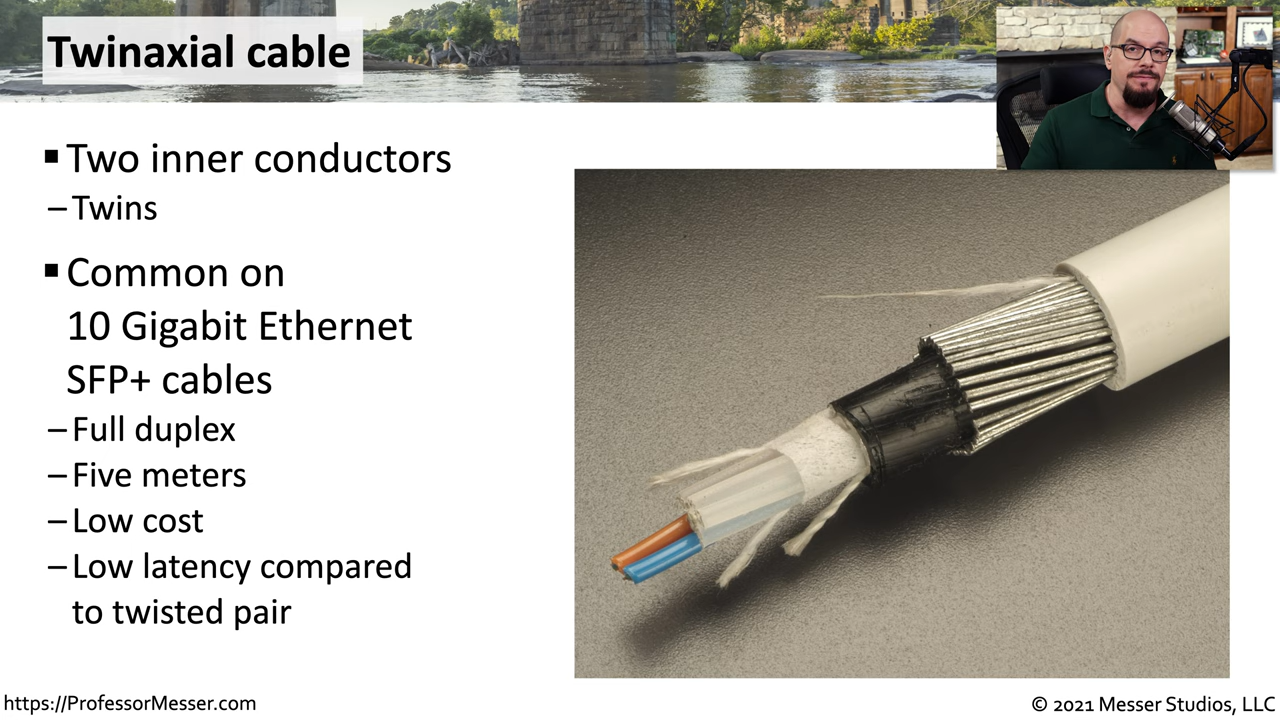 Twinaxial cable
▪ Two inner conductors
– Twins
▪ Common on
10 Gigabit Ethernet
SFP+ cables
– Full duplex
– Five meters
– Low cost
– Low latency compared
to twisted pair
https://ProfessorMesser.com
© 2021 Messer Studios, LLC